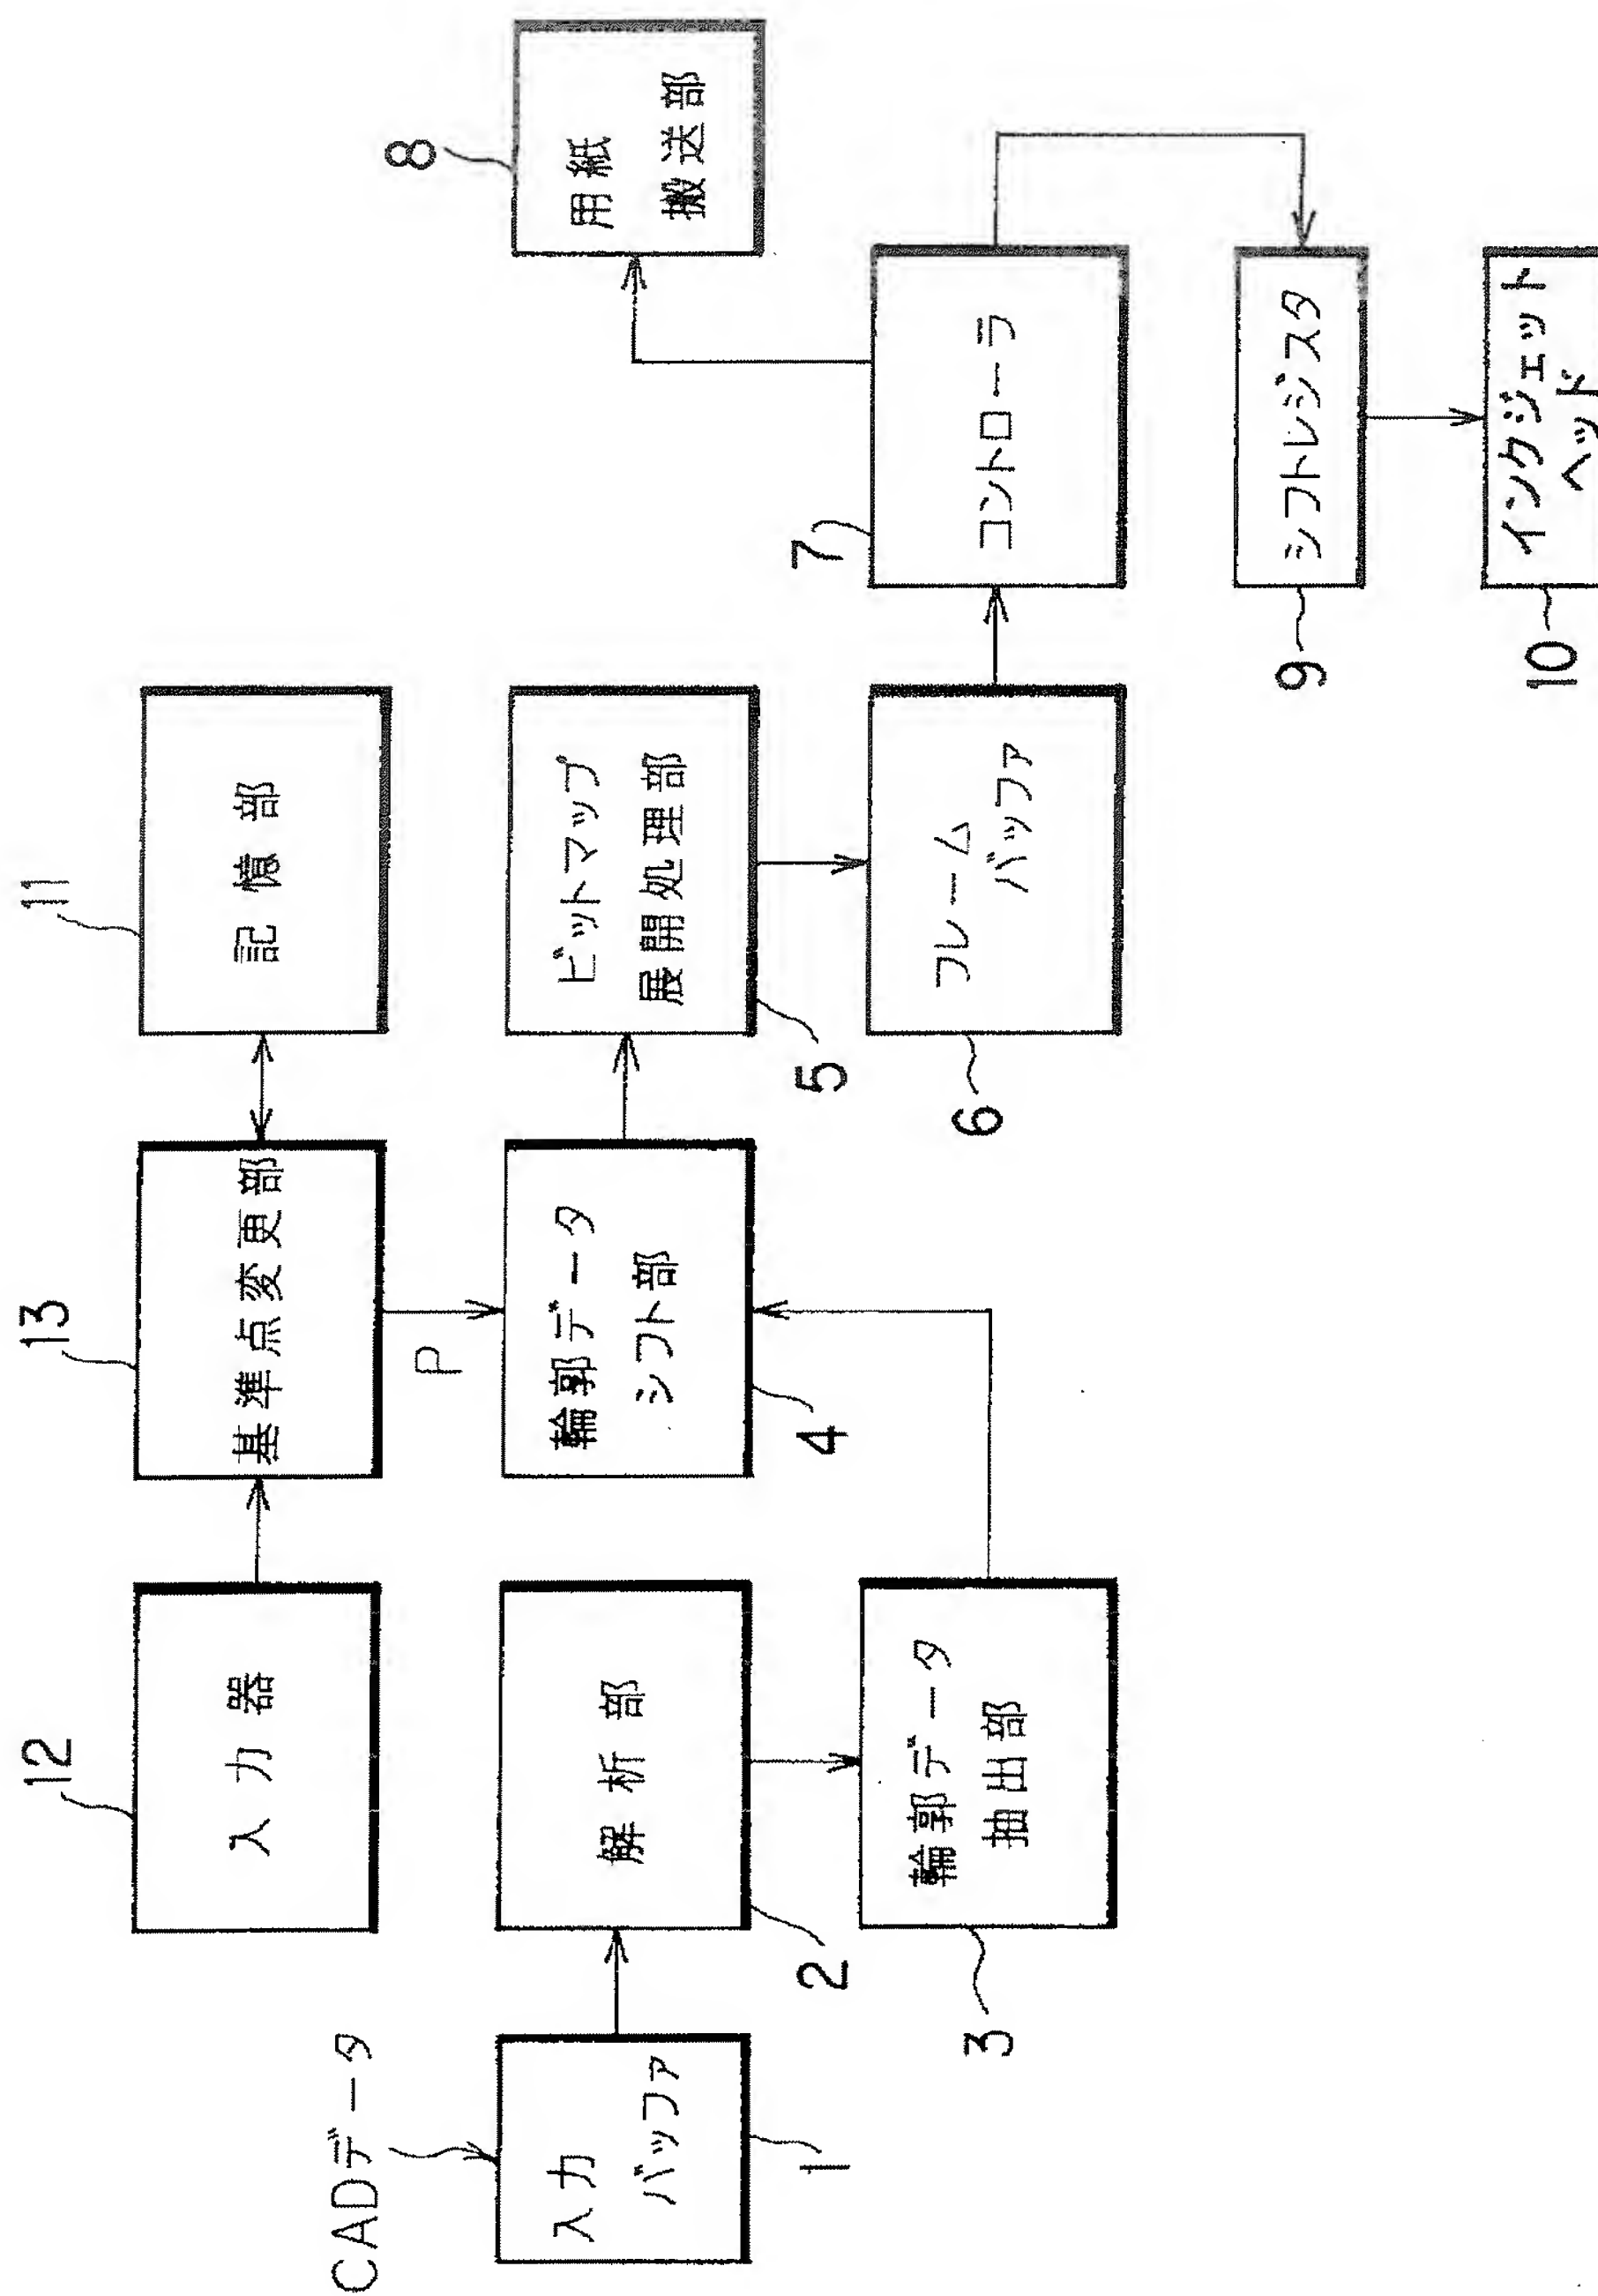 12
入力器
13
基準点変更部
11
記憶部
8
用紙
搬送部
CADデータ
入力
バッファ
1
解析部
2
P
輪郭データ
シフト部
4
ビットマップ
展開処理部
5
輪郭データ
抽出部
3
フレーム
バッファ
6
コントローラ
7
シフトレジスタ
9
インクジェット
ヘッド
10